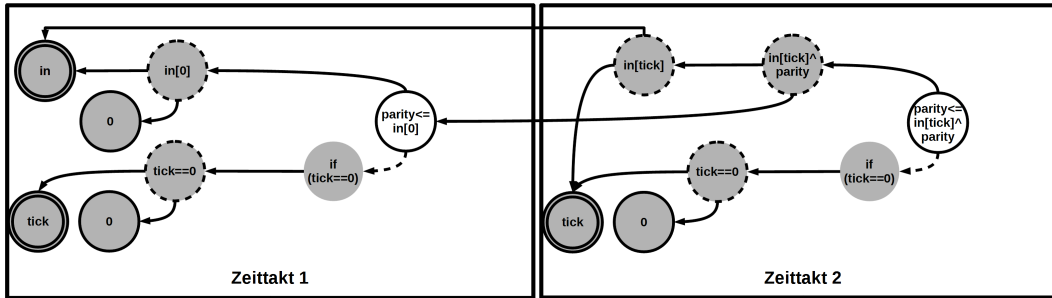 in
in[0]
0
parity<=
in[0]
tick==0
if
(tick==0)
tick
0
Zeittakt 1
in[tick]
in[tick]^
parity
parity<=
in[tick]^
parity
tick==0
if
(tick==0)
tick
0
Zeittakt 2